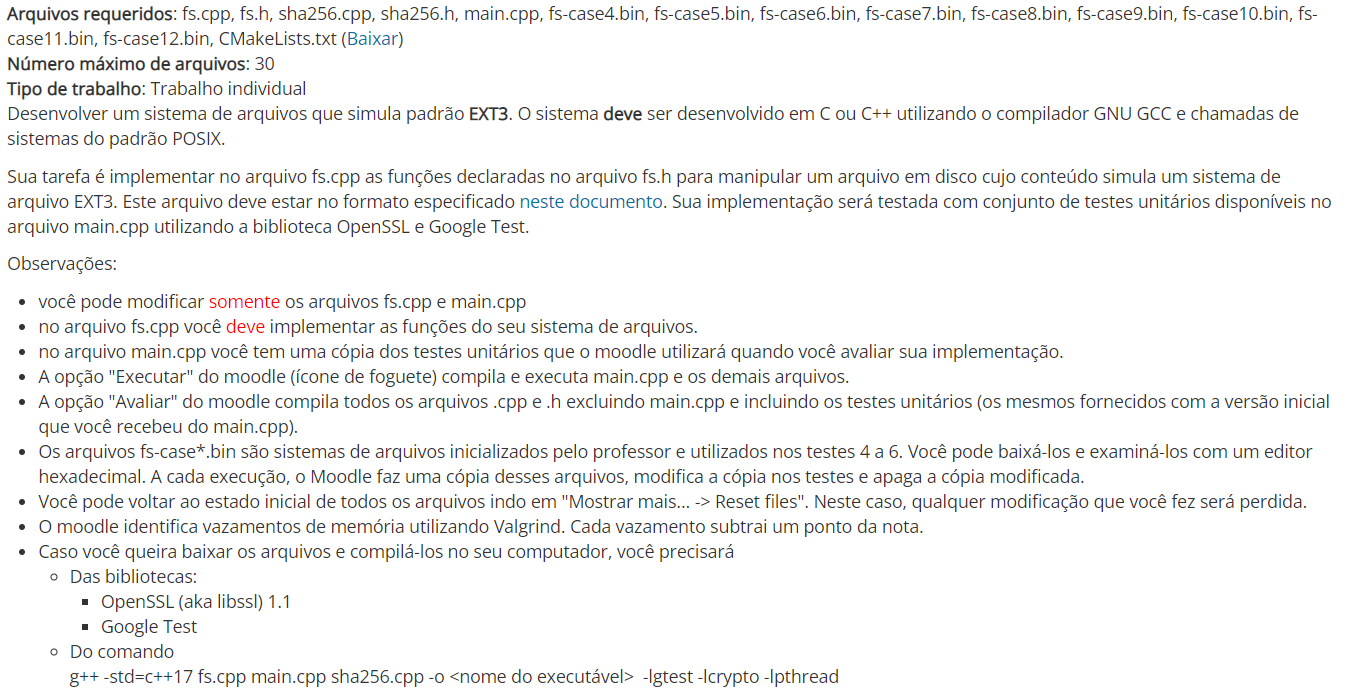 Arquivos requeridos: fs.cpp, fs.h, sha256.cpp, sha256.h, main.cpp, fs-case4.bin, fs-case5.bin, fs-case6.bin, fs-case7.bin, fs-case8.bin, fs-case9.bin, fs-case10.bin, fs-
case11.bin, fs-case12.bin, CMakeLists.txt (Baixar)
Número máximo de arquivos: 30
Tipo de trabalho: Trabalho individual
Desenvolver um sistema de arquivos que simula padrão EXT3. O sistema deve ser desenvolvido em C ou C++ utilizando o compilador GNU GCC e chamadas de
sistemas do padrão POSIX.
Sua tarefa é implementar no arquivo fs.cpp as funções declaradas no arquivo fs.h para manipular um arquivo em disco cujo conteúdo simula um sistema de
arquivo EXT3. Este arquivo deve estar no formato especificado neste documento. Sua implementação será testada com conjunto de testes unitários disponíveis no
arquivo main.cpp utilizando a biblioteca OpenSSL e Google Test.
Observações:
• você pode modificar somente os arquivos fs.cpp e main.cpp
• no arquivo fs.cpp você deve implementar as funções do seu sistema de arquivos.
• no arquivo main.cpp você tem uma cópia dos testes unitários que o moodle utilizará quando você avaliar sua implementação.
• A opção "Executar" do moodle (ícone de foguete) compila e executa main.cpp e os demais arquivos.
• A opção "Avaliar" do moodle compila todos os arquivos .cpp e .h excluindo main.cpp e incluindo os testes unitários (os mesmos fornecidos com a versão inicial
que você recebeu do main.cpp).
• Os arquivos fs-case*.bin são sistemas de arquivos inicializados pelo professor e utilizados nos testes 4 a 6. Você pode baixá-los e examiná-los com um editor
hexadecimal. A cada execução, o Moodle faz uma cópia desses arquivos, modifica a cópia nos testes e apaga a cópia modificada.
• Você pode voltar ao estado inicial de todos os arquivos indo em "Mostrar mais... -> Reset files". Neste caso, qualquer modificação que você fez será perdida.
• O moodle identifica vazamentos de memória utilizando Valgrind. Cada vazamento subtrai um ponto da nota.
• Caso você queira baixar os arquivos e compilá-los no seu computador, você precisará
◦ Das bibliotecas:
▪ OpenSSL (aka libssl) 1.1
▪ Google Test
◦ Do comando
g++ -std=c++17 fs.cpp main.cpp sha256.cpp -o <nome do executável> -lgtest -lcrypto -lpthread